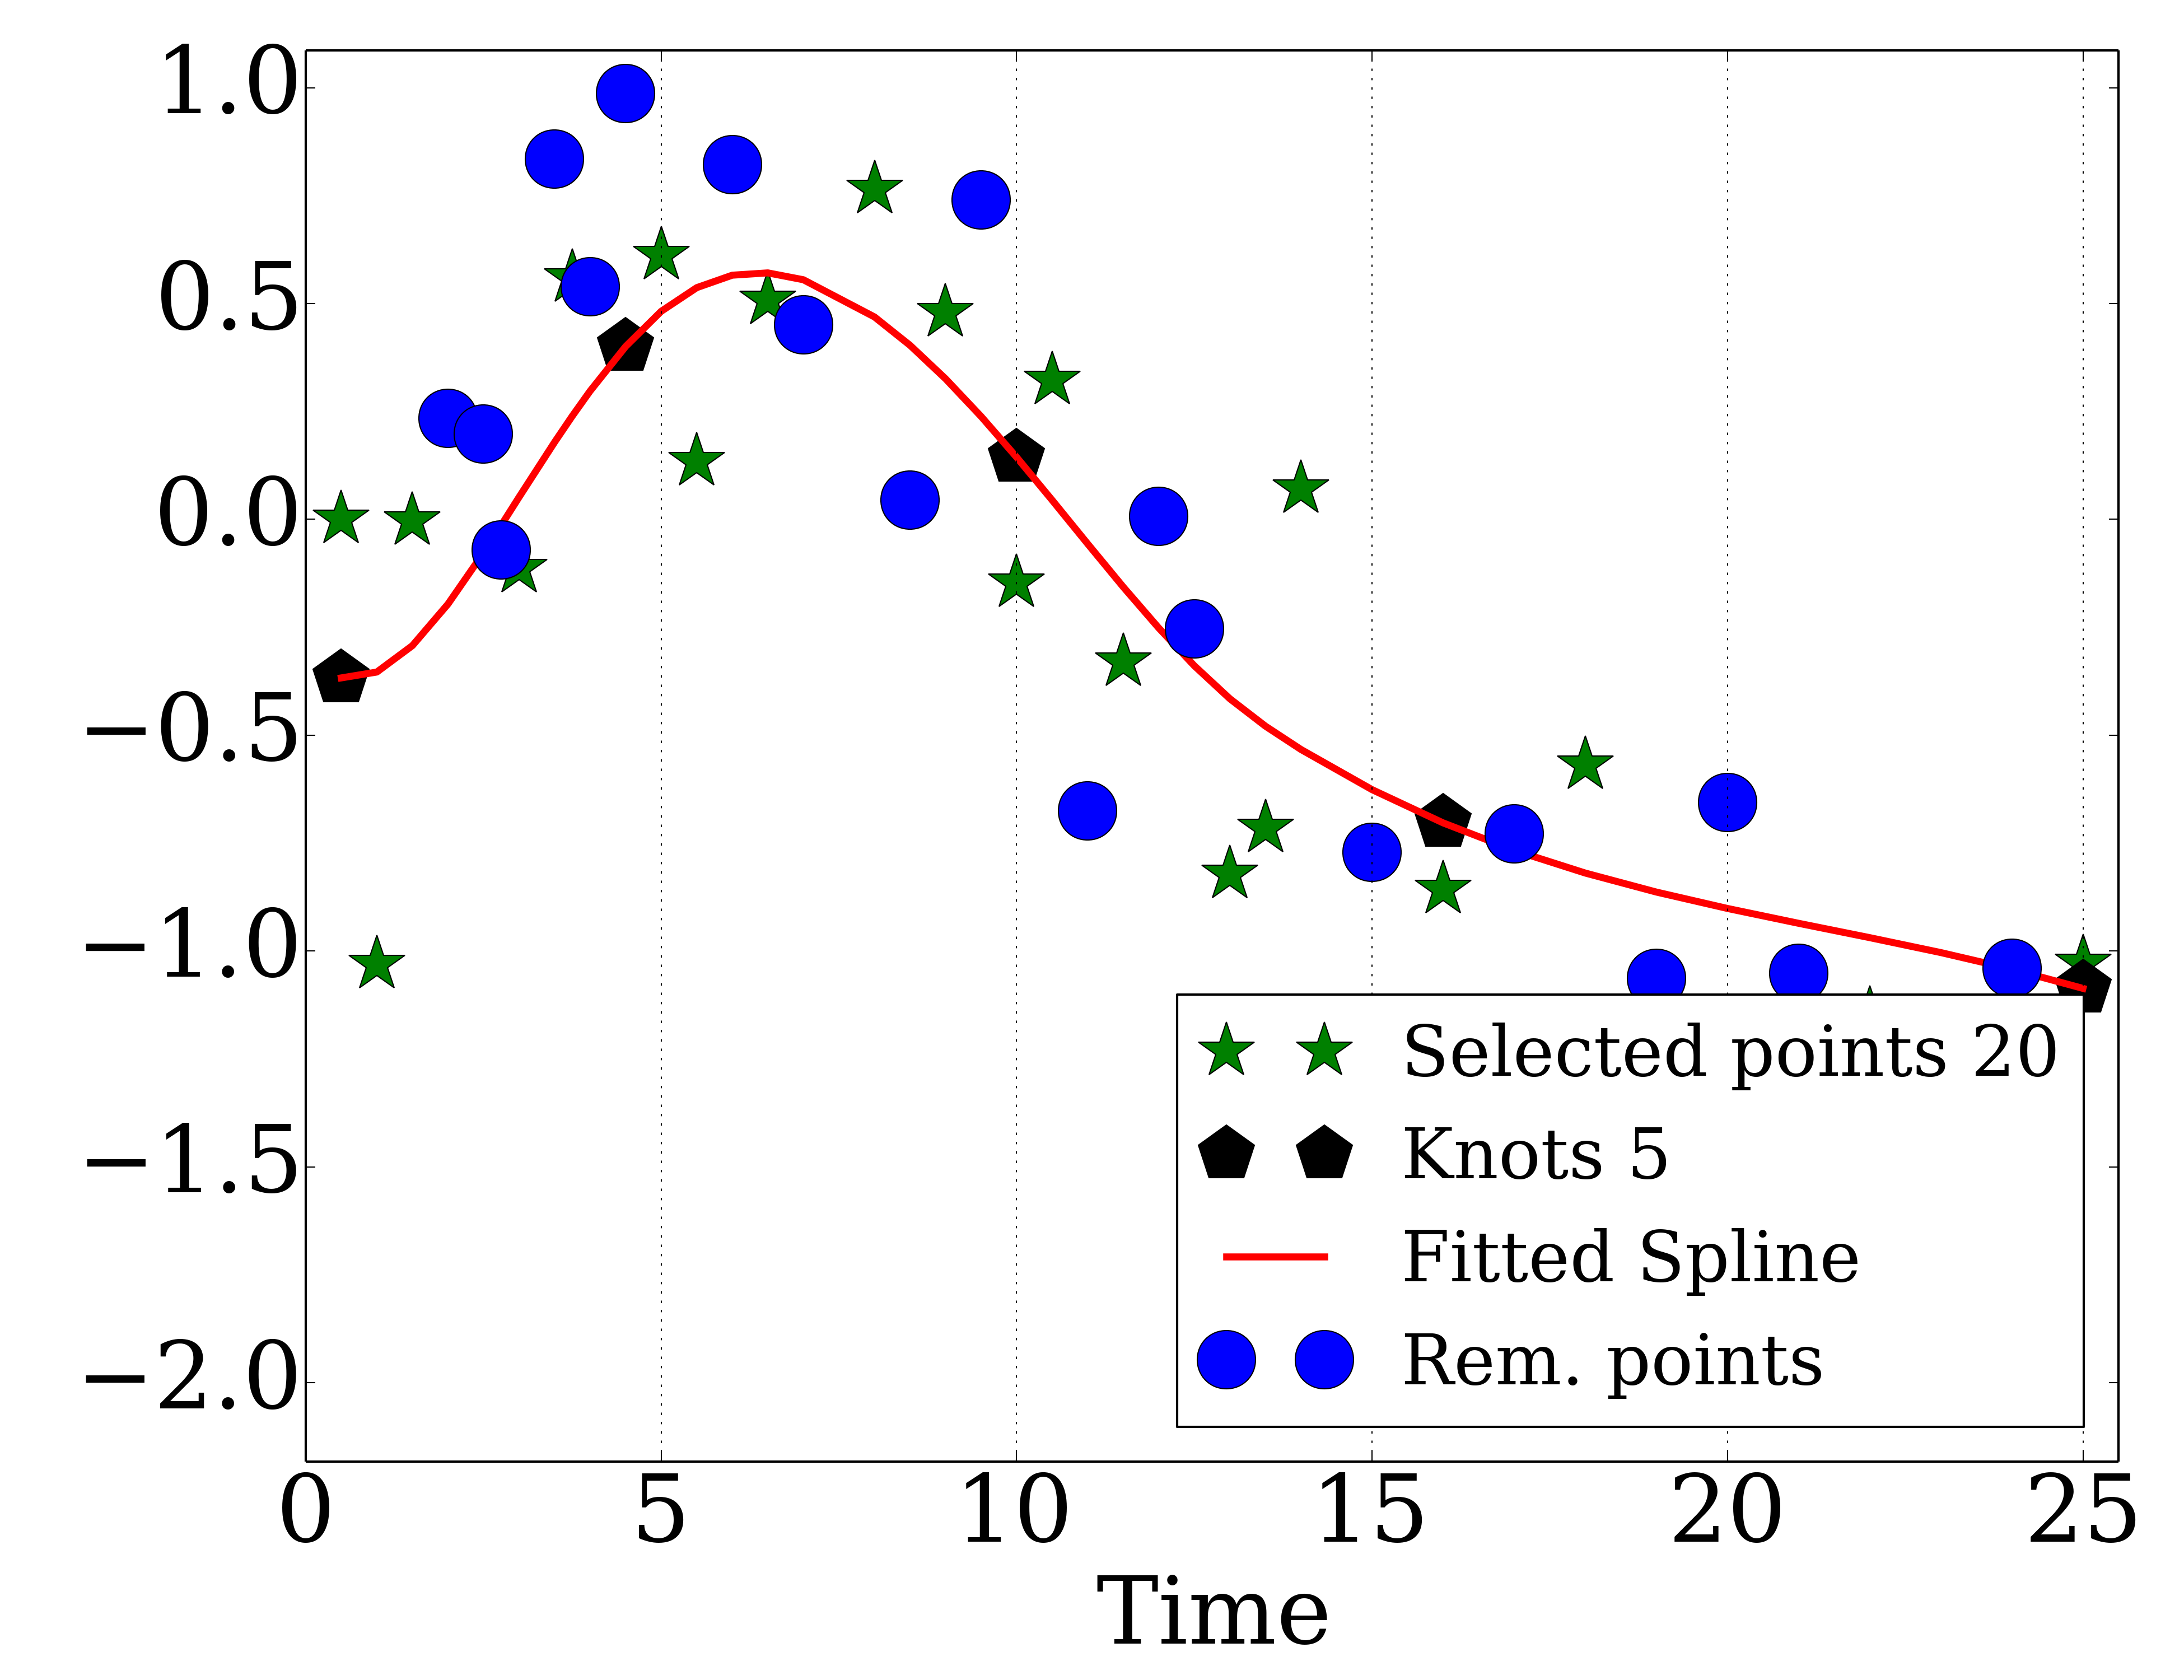 1.0
0.5
0.0
−0.5
−1.0
−1.5
−2.0
Selected points 20
Knots 5
Fitted Spline
Rem. points
0 5 10 15 20 25
Time